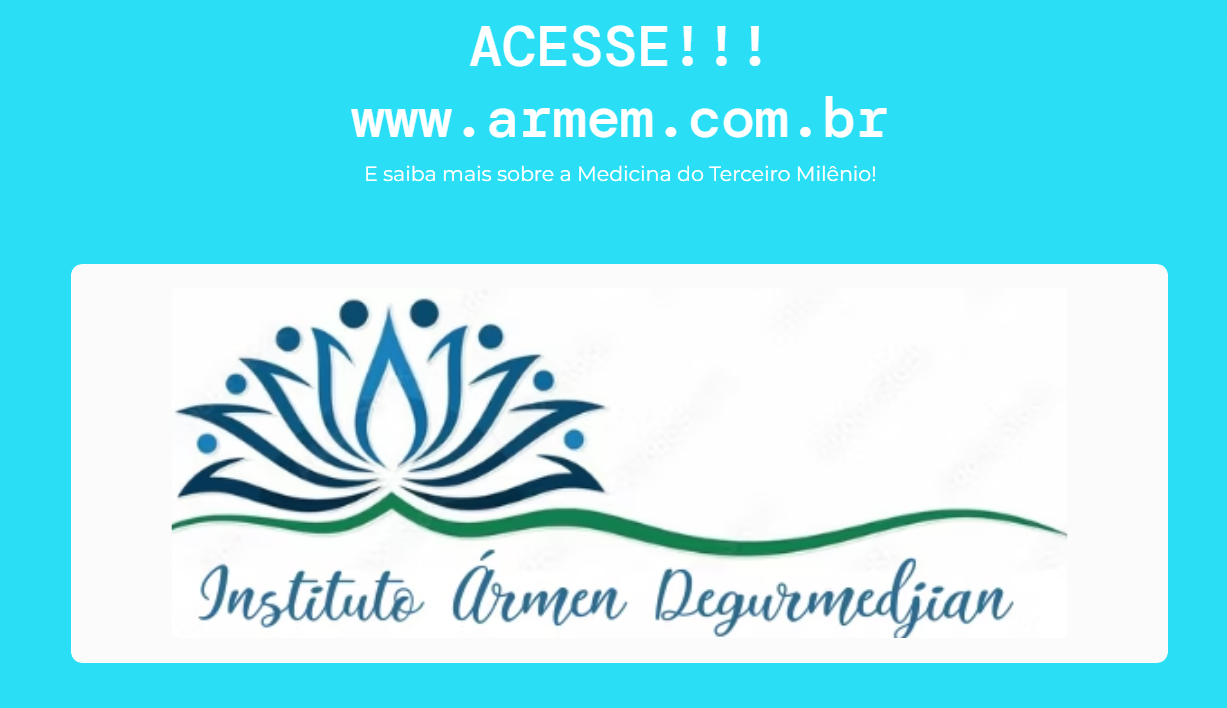 ACESSE!!!
www.armem.com.br
E saiba mais sobre a Medicina do Terceiro Milênio!
Instituto Ármen Degurmedjian